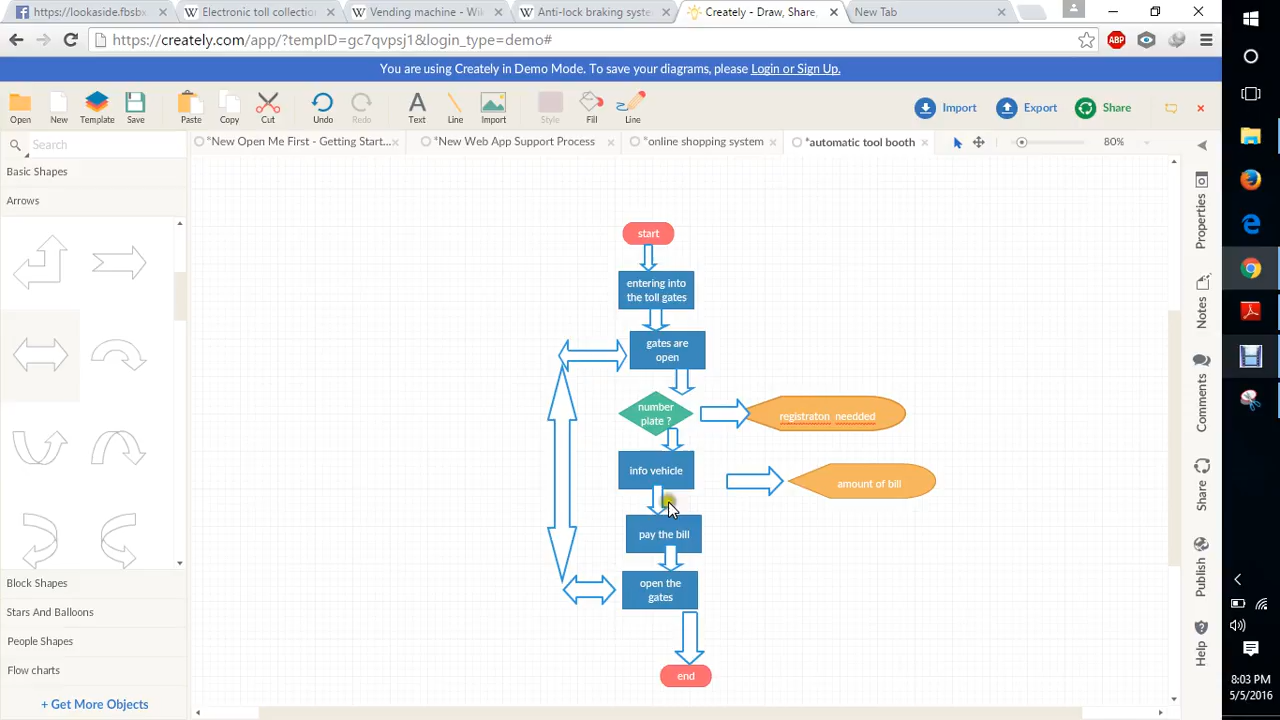 https://lookaside.fbsbx
Electronic toll collectio
Vending machine - Wik
Anti-lock braking syste
Creately - Draw, Share,
New Tab
https://creately.com/app/?tempID=gc7qvpsj1&login_type=demo#
ABP
You are using Creately in Demo Mode. To save your diagrams, please Login or Sign Up.
Open
New
Template
Save
Paste
Copy
Cut
Undo
Redo
Text
Line
Import
Style
Fill
Line
Import
Export
Share
*New Open Me First - Getting Start...
*New Web App Support Process
*online shopping system
*automatic tool booth
80%
Search
Basic Shapes
Arrows
Block Shapes
Stars And Balloons
People Shapes
Flow charts
+ Get More Objects
start
entering into
the toll gates
gates are
open
number
plate ?
registraton needded
info vehicle
amount of bill
pay the bill
open the
gates
end
Properties
Notes
Comments
Share
Publish
Help
8:03 PM
5/5/2016